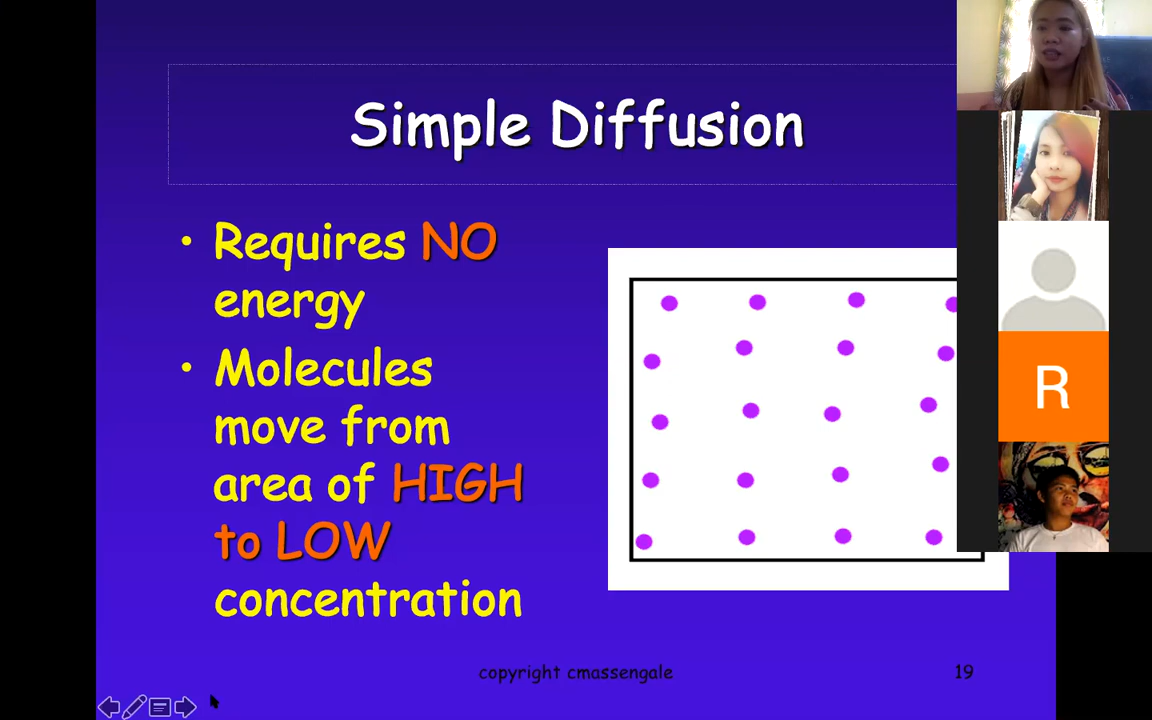 Simple Diffusion
• Requires NO
energy
• Molecules
move from
area of HIGH
to LOW
concentration
R
copyright cmassengale
19